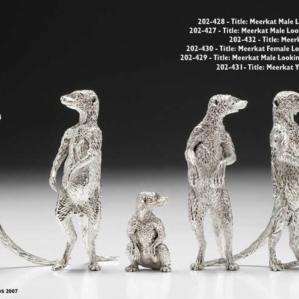 202-428 - Title: Meerkat Male L
202-427 - Title: Meerkat Male Loo
202-432 - Title: Meerk
202-430 - Title: Meerkat Female Lo
202-429 - Title: Meerkat Male Lookin
202-431- Title: Meerkat Y
os 2007